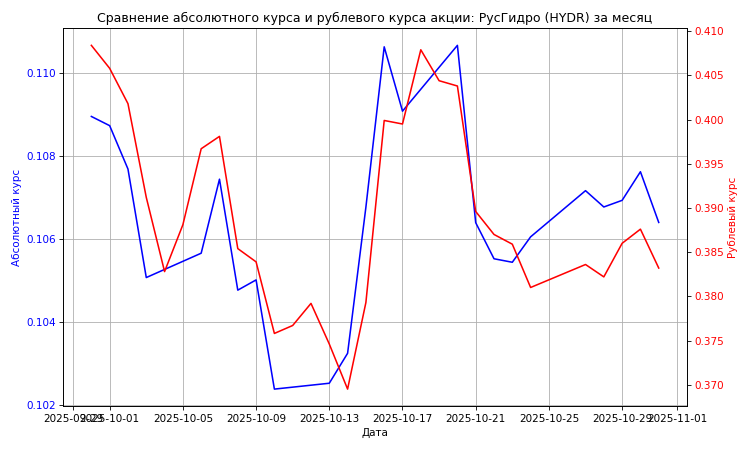 Сравнение абсолютного курса и рублевого курса акции: РусГидро (HYDR) за месяц
0.110
0.108
0.106
0.104
0.102
Абсолютный курс
0.410
0.405
0.400
0.395
0.390
0.385
0.380
0.375
0.370
Рублевый курс
2025-09-29 2025-10-01 2025-10-05 2025-10-09 2025-10-13 2025-10-17 2025-10-21 2025-10-25 2025-10-29 2025-11-01
Дата